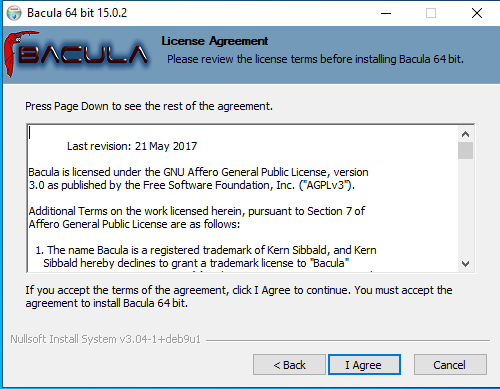 Bacula 64 bit 15.0.2
BACULA
License Agreement
Please review the license terms before installing Bacula 64 bit.
Press Page Down to see the rest of the agreement.
Last revision: 21 May 2017
Bacula is licensed under the GNU Affero General Public License, version
3.0 as published by the Free Software Foundation, Inc. ("AGPLv3").
Additional Terms on the work licensed herein, pursuant to Section 7 of
Affero General Public License are as follows:
1. The name Bacula is a registered trademark of Kern Sibbald, and Kern
Sibbald hereby declines to grant a trademark license to "Bacula"
If you accept the terms of the agreement, click I Agree to continue. You must accept the
agreement to install Bacula 64 bit.
Nullsoft Install System v3.04-1+deb9u1
< Back
I Agree
Cancel